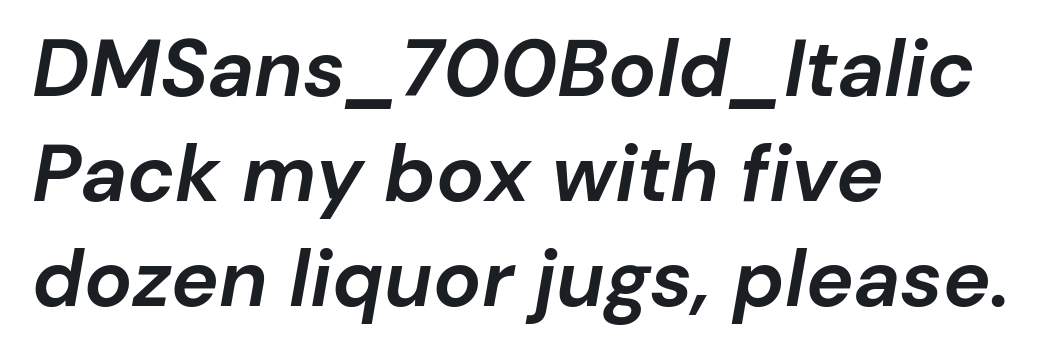 DMSans_700Bold_Italic
Pack my box with five
dozen liquor jugs, please.